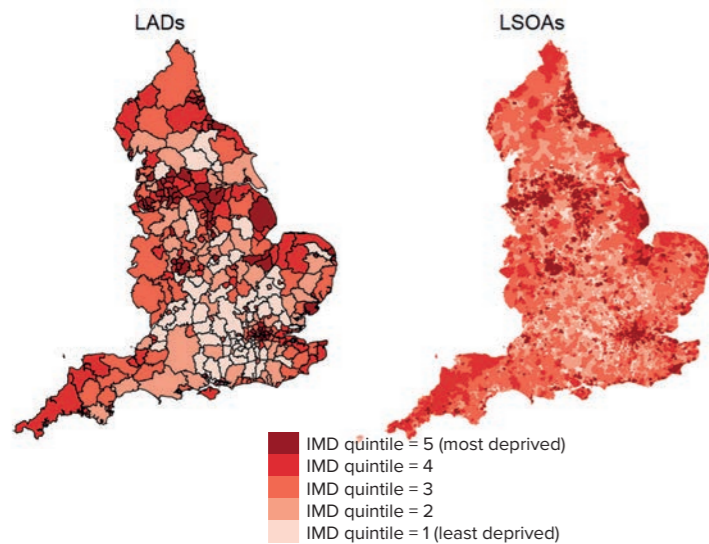 LADs
LSOAs
IMD quintile = 5 (most deprived)
IMD quintile = 4
IMD quintile = 3
IMD quintile = 2
IMD quintile = 1 (least deprived)